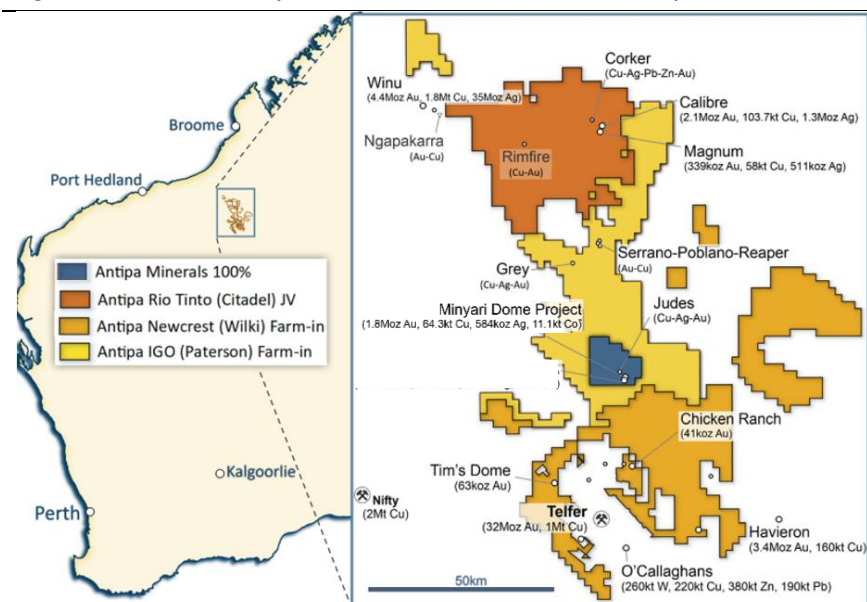 Broome
Port Hedland
Antipa Minerals 100%
Antipa Rio Tinto (Citadel) JV
Antipa Newcrest (Wilki) Farm-in
Antipa IGO (Paterson) Farm-in
Kalgoorlie
Perth
Winu
(4.4Moz Au, 1.8Mt Cu, 35Moz Ag)
Ngapakarra
(Au-Cu)
Rimfire
(Cu-Au)
Corker
(Cu-Ag-Pb-Zn-Au)
Calibre
(2.1Moz Au, 103.7kt Cu, 1.3Moz Ag)
Magnum
(339koz Au, 58kt Cu, 511koz Ag)
Serrano-Poblano-Reaper
(Au-Cu)
Grey
(Cu-Ag-Au)
Judes
(Cu-Ag-Au)
Minyari Dome Project
(1.8Moz Au, 64.3kt Cu, 584koz Ag, 11.1kt Co)
Chicken Ranch
(41koz Au)
Tim's Dome
(63koz Au)
Nifty
(2Mt Cu)
Telfer
(32Moz Au, 1Mt Cu)
Havieron
(3.4Moz Au, 160kt Cu)
O'Callaghans
(260kt W, 220kt Cu, 380kt Zn, 190kt Pb)
50km